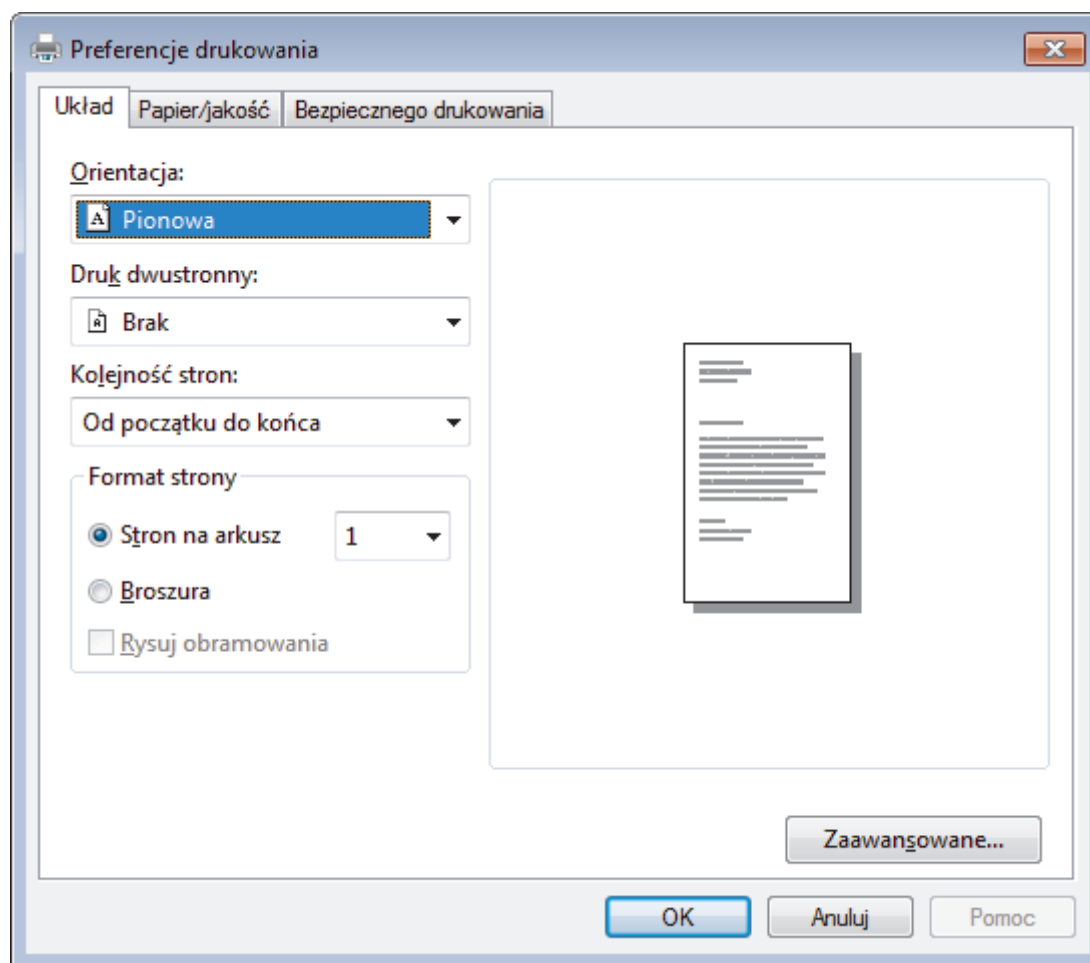 Preferencje drukowania
Układ Papier/jakość Bezpiecznego drukowania
Orientacja:
A Pionowa
Druk dwustronny:
A Brak
Kolejność stron:
Od początku do końca
Format strony
Stron na arkusz 1
Broszura
Rysuj obramowania
Zaawansowane...
OK Anuluj Pomoc